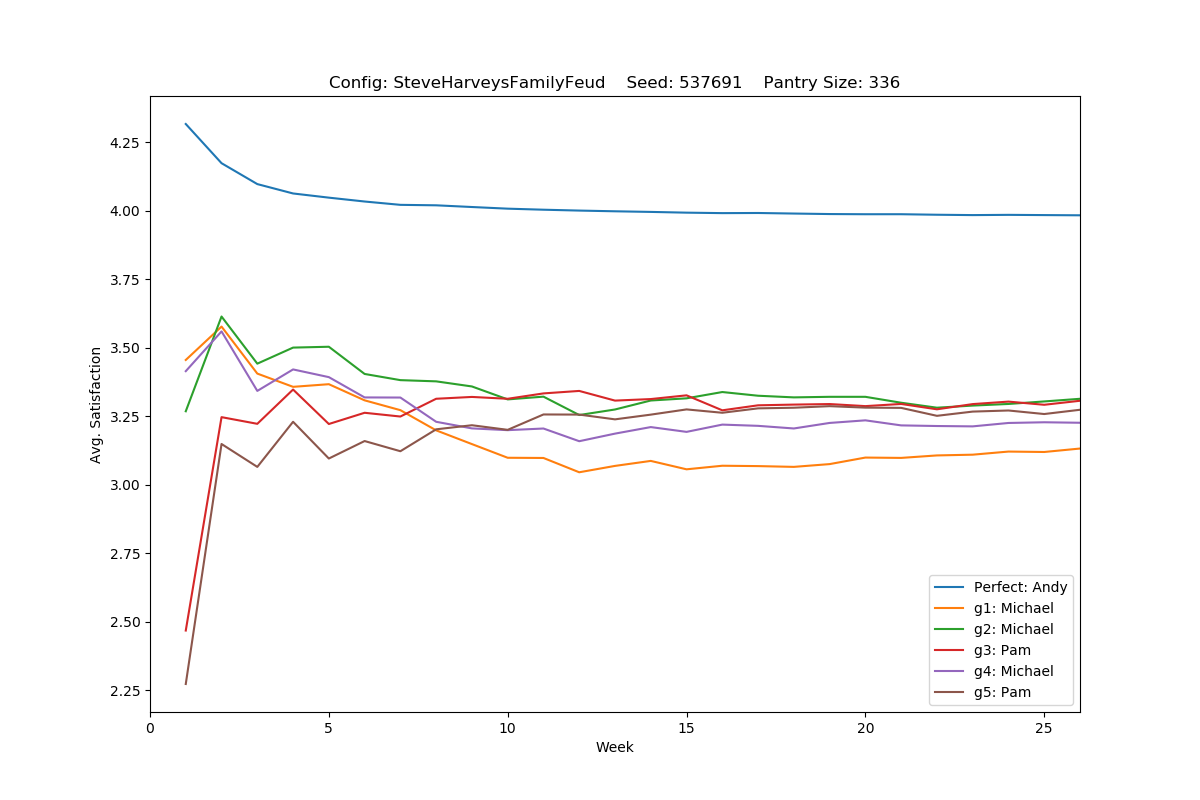 Config: SteveHarveysFamilyFeud    Seed: 537691    Pantry Size: 336
Avg. Satisfaction
4.25
4.00
3.75
3.50
3.25
3.00
2.75
2.50
2.25
Perfect: Andy
g1: Michael
g2: Michael
g3: Pam
g4: Michael
g5: Pam
0 5 10 15 20 25
Week